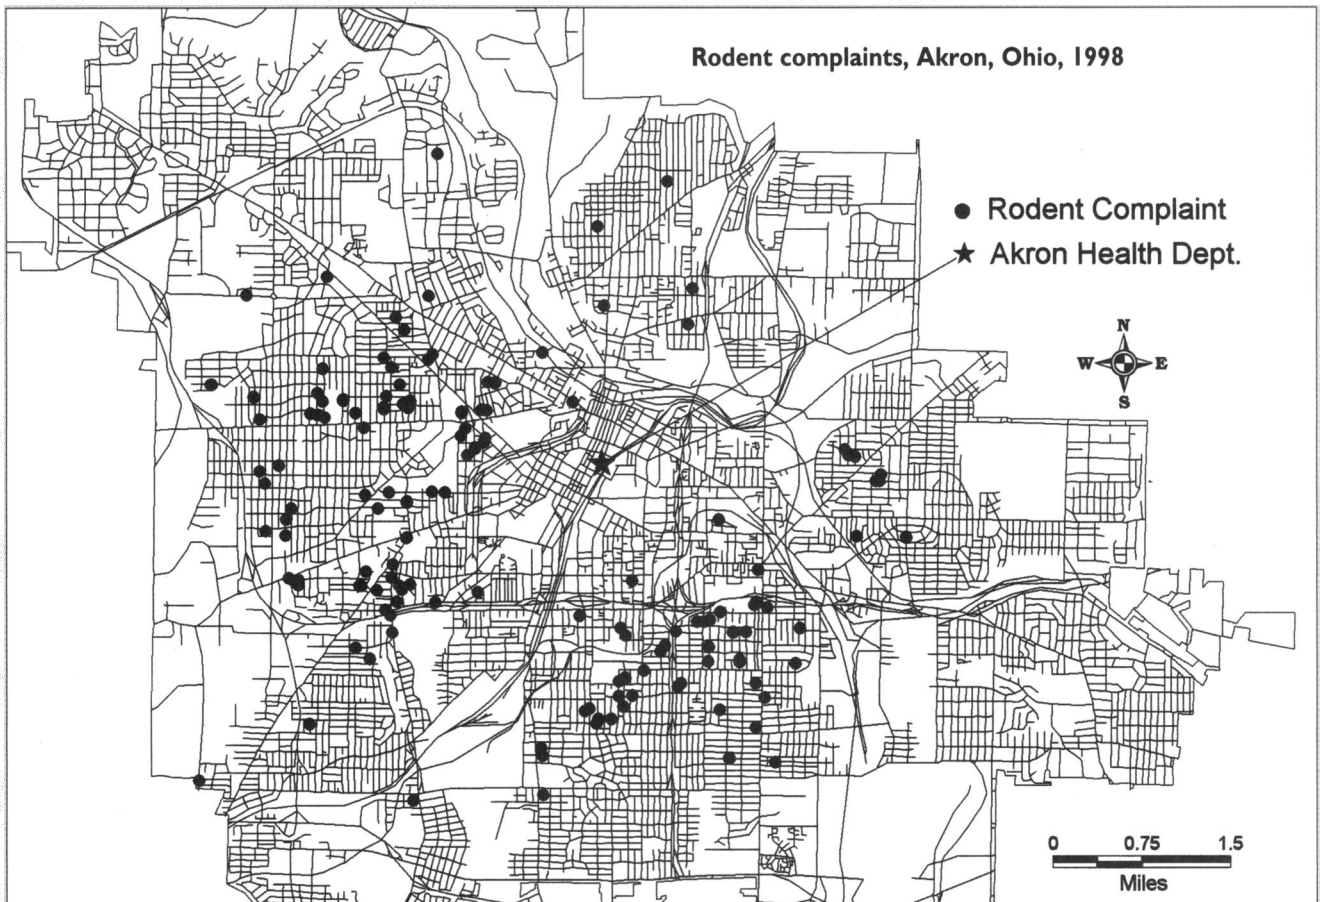 Rodent complaints, Akron, Ohio, 1998
Rodent Complaint
Akron Health Dept.
N
W E
S
0 0.75 1.5
Miles